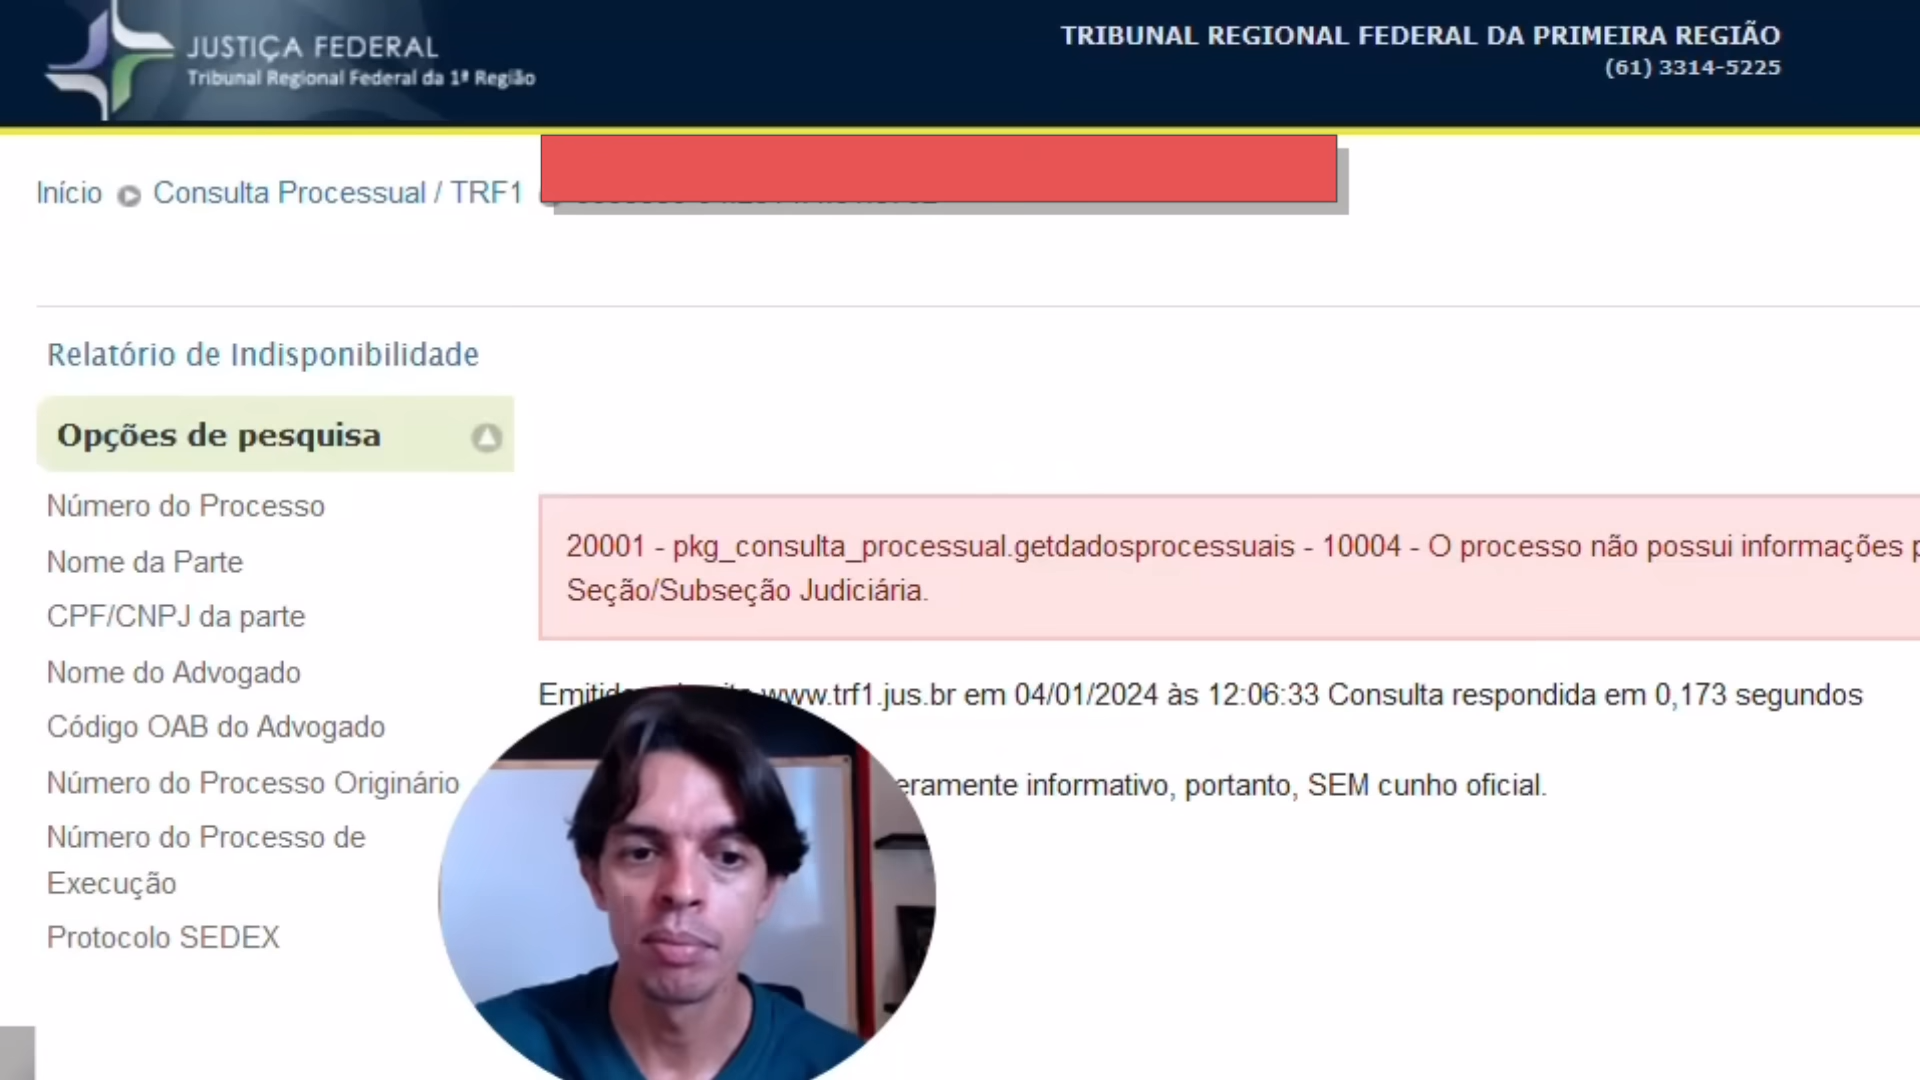 JUSTIÇA FEDERAL
Tribunal Regional Federal da 1ª Região
TRIBUNAL REGIONAL FEDERAL DA PRIMEIRA REGIÃO
(61) 3314-5225
Início Consulta Processual / TRF1
Relatório de Indisponibilidade
Opções de pesquisa
Número do Processo
Nome da Parte
CPF/CNPJ da parte
Nome do Advogado
Código OAB do Advogado
Número do Processo Originário
Número do Processo de
Execução
Protocolo SEDEX
20001 - pkg_consulta_processual.getdadosprocessuais - 10004 - O processo não possui informações
Seção/Subseção Judiciária.
www.trf1.jus.br em 04/01/2024 às 12:06:33 Consulta respondida em 0,173 segundos
informativo, portanto, SEM cunho oficial.